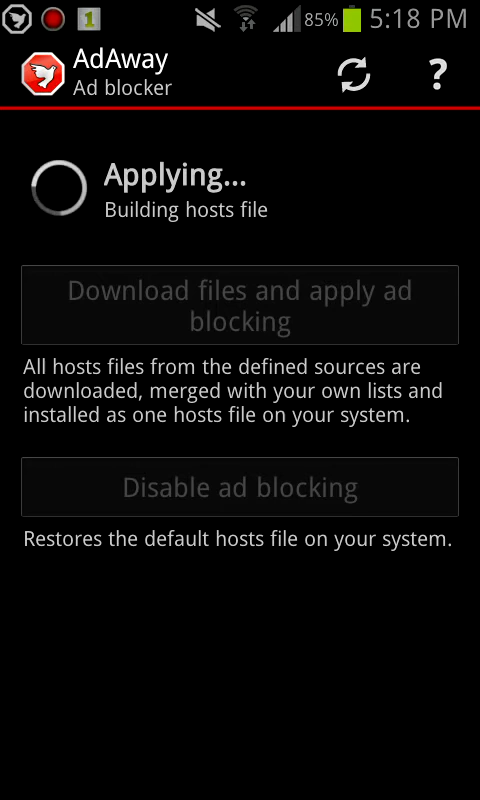 1 85% 5:18 PM
AdAway
Ad blocker
?
Applying...
Building hosts file
Download files and apply ad
blocking
All hosts files from the defined sources are
downloaded, merged with your own lists and
installed as one hosts file on your system.
Disable ad blocking
Restores the default hosts file on your system.